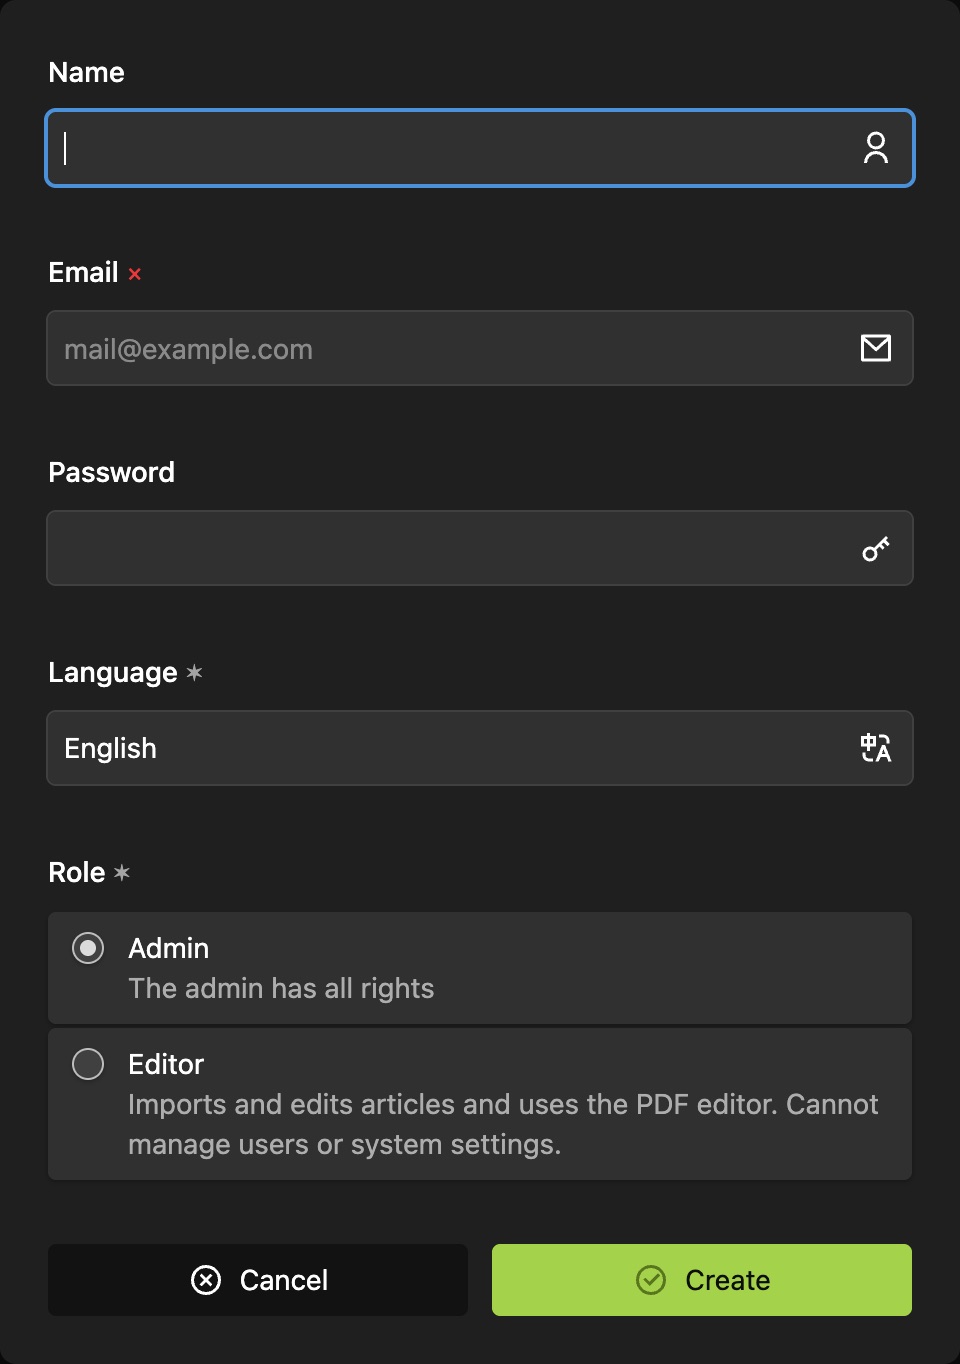 Name
Email ×
mail@example.com
Password
Language ✶
English
Role ✶
Admin
The admin has all rights
Editor
Imports and edits articles and uses the PDF editor. Cannot
manage users or system settings.
Cancel
Create